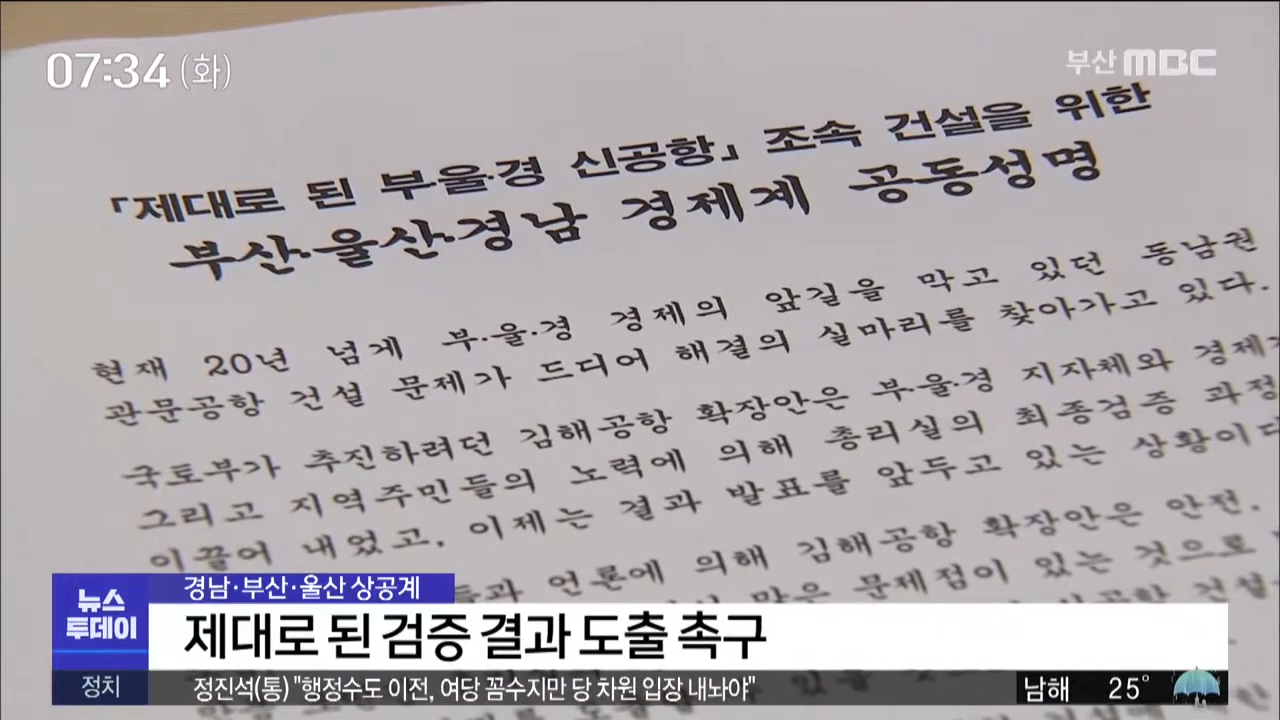 07:34 (화)
부산 MBC
「제대로 된 부·울·경 신공항」 조속 건설을 위한
부산·울산·경남 경제계 공동성명
현재 20년 넘게 부·울·경 경제의 앞길을 막고 있던 동남권
관문공항 건설 문제가 드디어 해결의 실마리를 찾아가고 있다.
국토부가 추진하려던 김해공항 확장안은 부·울·경 지자체와
그리고 지역주민들의 노력에 의해 총리실의 최종검증 과정
이끌어 내었고, 이제는 결과 발표를 앞두고 있는 상황이다
언론에 의해 김해공항 확장안은 안전,
많은 문제점이 있는 것으로
경남·부산·울산 상공계
뉴스
투데이
제대로 된 검증 결과 도출 촉구
정치
정진석(통) "행정수도 이전, 여당 꼼수지만 당 차원 입장 내놔야"
남해 25°